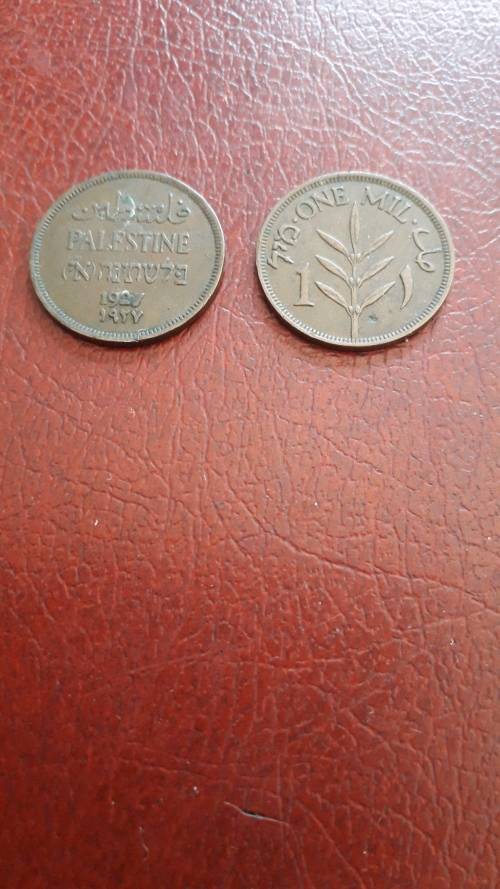 فلسطين
PALESTINE
פלשתינה א״י
1927
١٩٢٧
מיל · ONE MIL · مل
1 ١